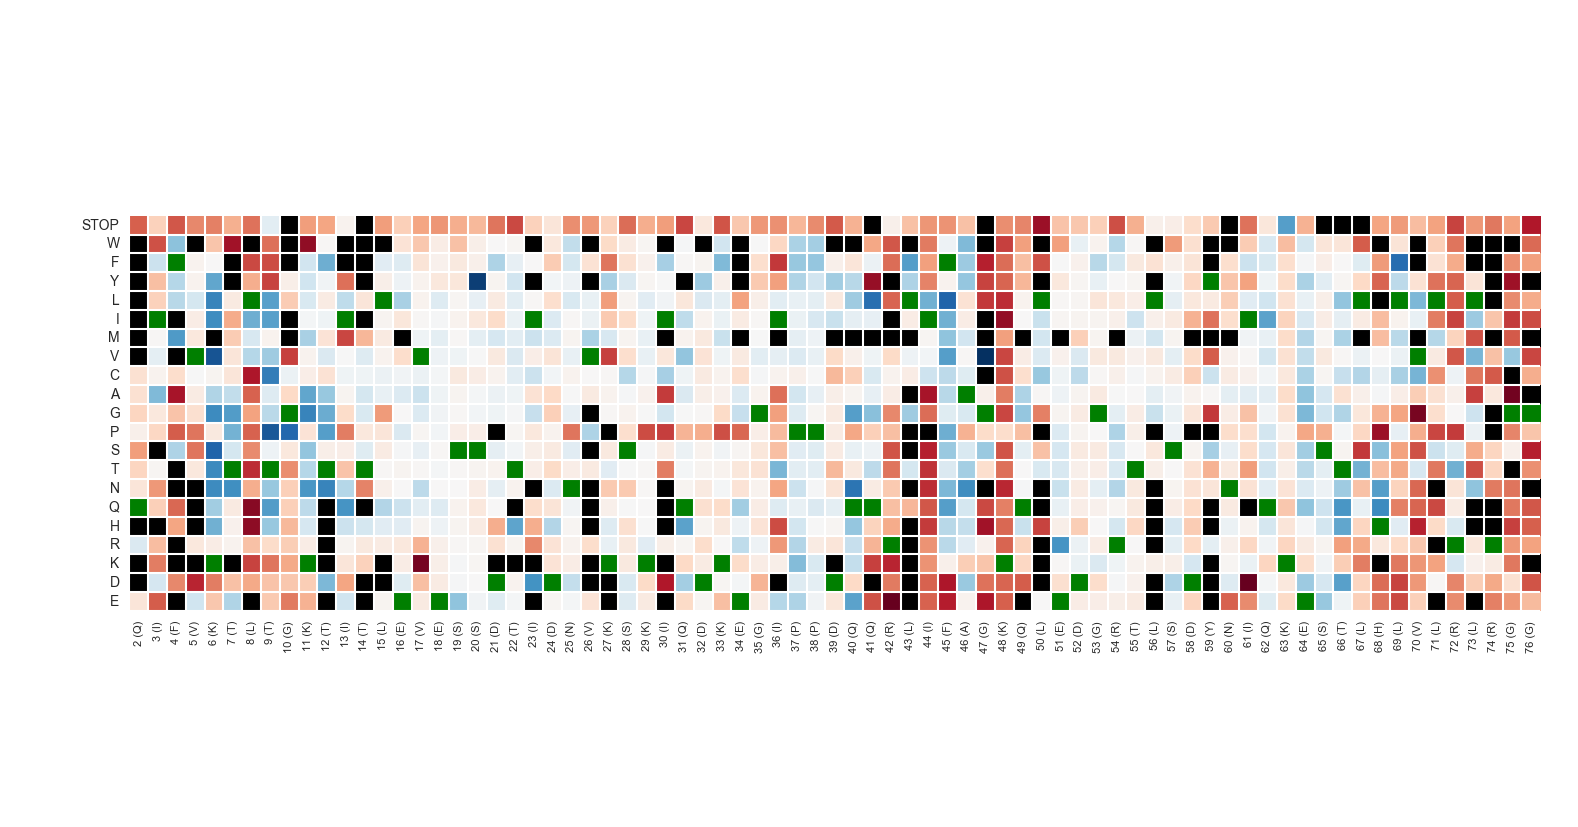 STOP
W
F
Y
L
I
M
V
C
A
G
P
S
T
N
Q
H
R
K
D
E
2 (Q)
3 (I)
4 (F)
5 (V)
6 (K)
7 (T)
8 (L)
9 (T)
10 (G)
11 (K)
12 (T)
13 (I)
14 (T)
15 (L)
16 (E)
17 (V)
18 (E)
19 (S)
20 (S)
21 (D)
22 (T)
23 (I)
24 (D)
25 (N)
26 (V)
27 (K)
28 (S)
29 (K)
30 (I)
31 (Q)
32 (D)
33 (K)
34 (E)
35 (G)
36 (I)
37 (P)
38 (P)
39 (D)
40 (Q)
41 (Q)
42 (R)
43 (L)
44 (I)
45 (F)
46 (A)
47 (G)
48 (K)
49 (Q)
50 (L)
51 (E)
52 (D)
53 (G)
54 (R)
55 (T)
56 (L)
57 (S)
58 (D)
59 (Y)
60 (N)
61 (I)
62 (Q)
63 (K)
64 (E)
65 (S)
66 (T)
67 (L)
68 (H)
69 (L)
70 (V)
71 (L)
72 (R)
73 (L)
74 (R)
75 (G)
76 (G)